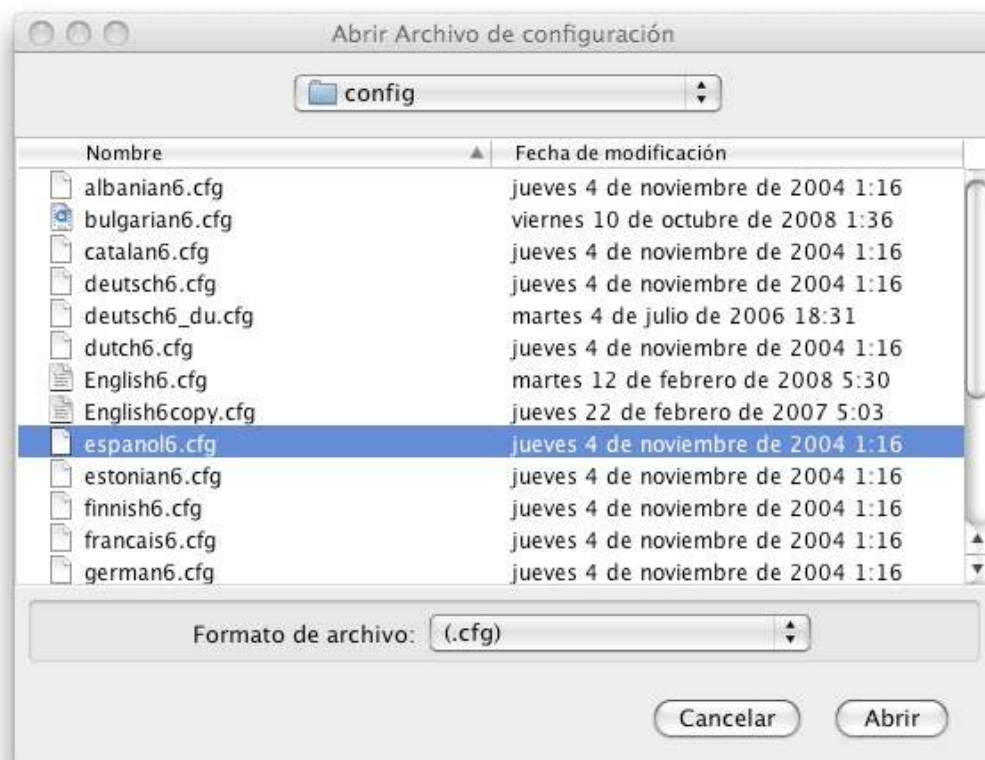 Abrir Archivo de configuración
config
Nombre Fecha de modificación
albanian6.cfg jueves 4 de noviembre de 2004 1:16
bulgarian6.cfg viernes 10 de octubre de 2008 1:36
catalan6.cfg jueves 4 de noviembre de 2004 1:16
deutsch6.cfg jueves 4 de noviembre de 2004 1:16
deutsch6_du.cfg martes 4 de julio de 2006 18:31
dutch6.cfg jueves 4 de noviembre de 2004 1:16
English6.cfg martes 12 de febrero de 2008 5:30
English6copy.cfg jueves 22 de febrero de 2007 5:03
espanol6.cfg jueves 4 de noviembre de 2004 1:16
estonian6.cfg jueves 4 de noviembre de 2004 1:16
finnish6.cfg jueves 4 de noviembre de 2004 1:16
francais6.cfg jueves 4 de noviembre de 2004 1:16
german6.cfg jueves 4 de noviembre de 2004 1:16
Formato de archivo: (.cfg)
Cancelar Abrir